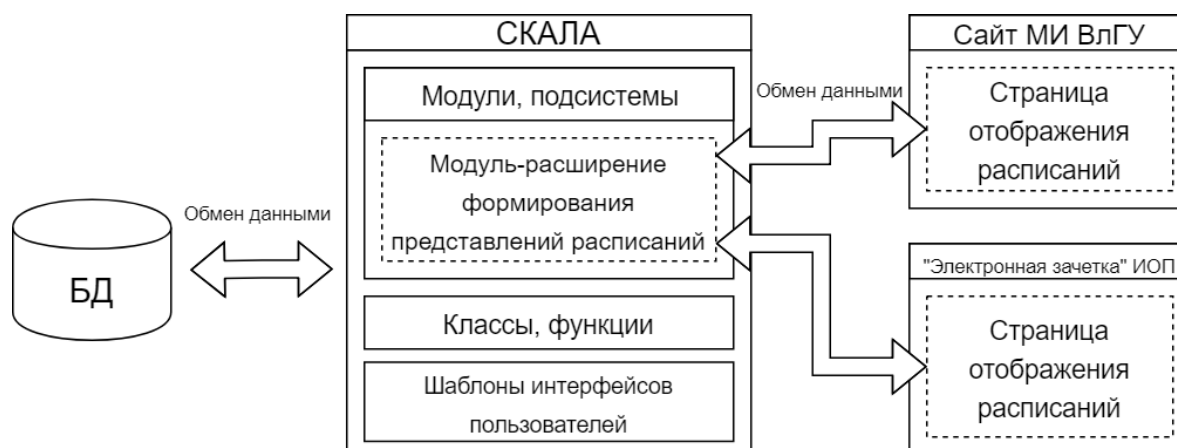 СКАЛА
Модули, подсистемы
Модуль-расширение
формирования
представлений расписаний
Классы, функции
Шаблоны интерфейсов
пользователей
БД
Обмен данными
Обмен данными
Сайт МИ ВлГУ
Страница
отображения
расписаний
"Электронная зачетка" ИОП
Страница
отображения
расписаний